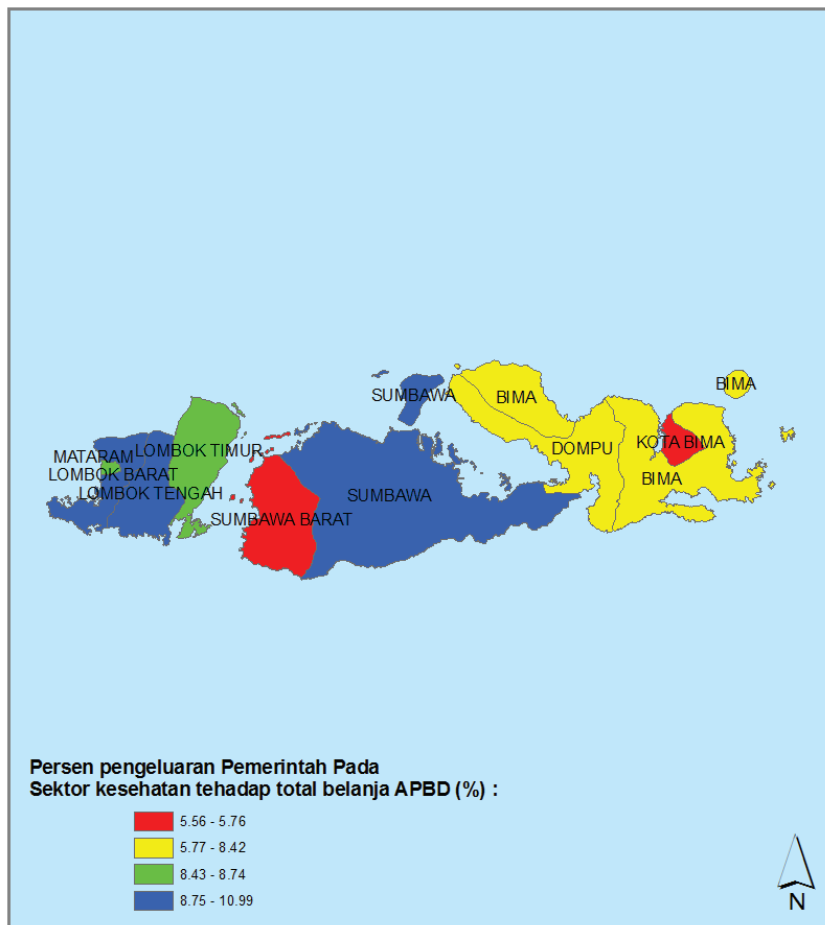 SUMBAWA
BIMA
BIMA
MATARAM
LOMBOK TIMUR
DOMPU
KOTA BIMA
LOMBOK BARAT
BIMA
LOMBOK TENGAH
SUMBAWA
SUMBAWA BARAT
Persen pengeluaran Pemerintah Pada
Sektor kesehatan tehadap total belanja APBD (%) :
5.56 - 5.76
5.77 - 8.42
8.43 - 8.74
8.75 - 10.99
N